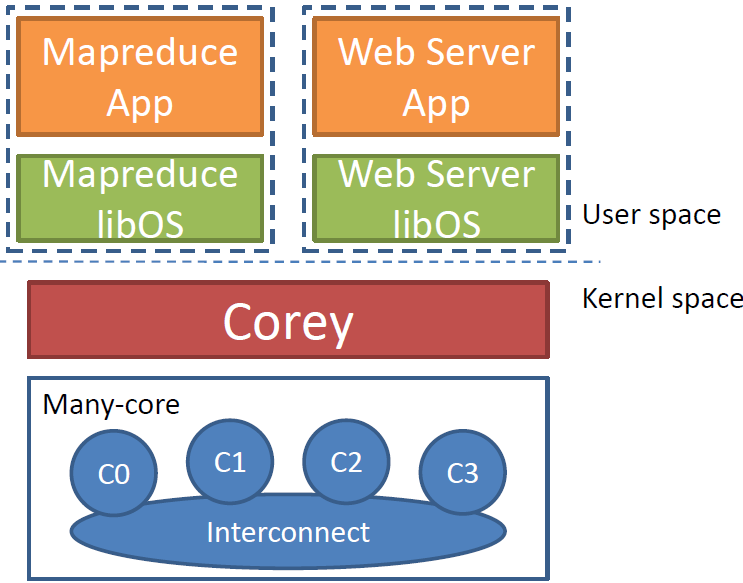 Mapreduce
App
Web Server
App
Mapreduce
libOS
Web Server
libOS
User space
Kernel space
Corey
Many-core
C0
C1
C2
C3
Interconnect